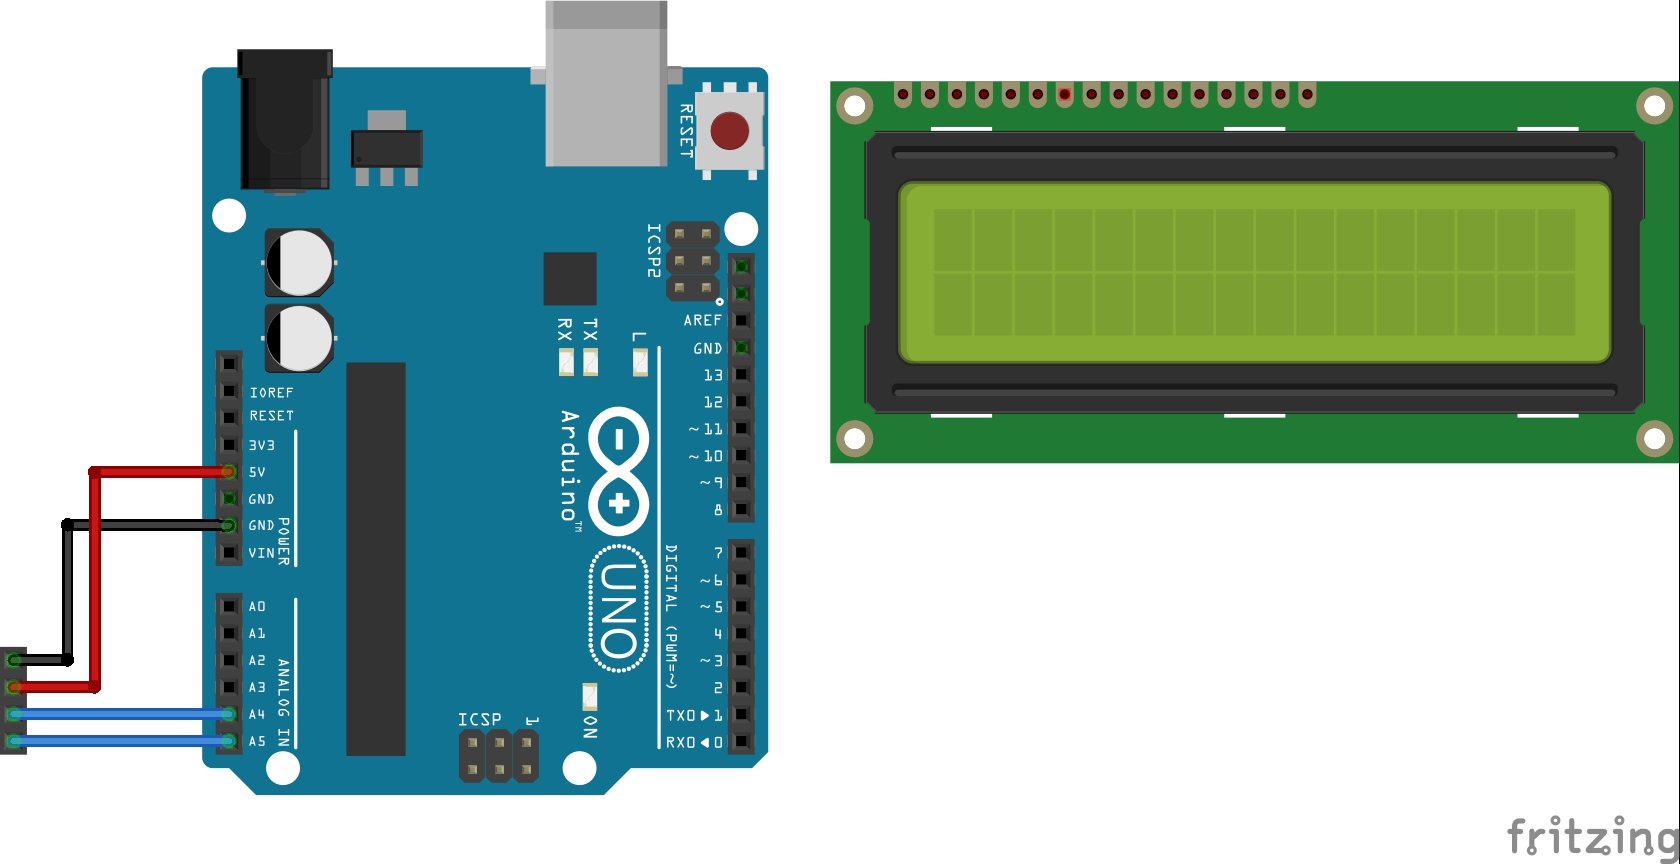 RESET
ICSP2
AREF
GND
13
12
~11
~10
~9
8
7
~6
~5
4
~3
2
TX0▶1
RX0◀0
RX
TX
L
IOREF
RESET
3V3
5V
GND
GND
VIN
POWER
A0
A1
A2
A3
A4
A5
ANALOG IN
Arduino™
UNO
DIGITAL (PWM=~)
ICSP
1
ON
fritzing